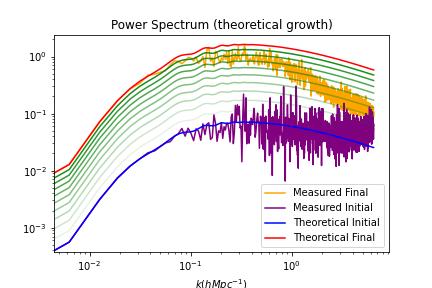 Power Spectrum (theoretical growth)
10⁰
10⁻¹
10⁻²
10⁻³
Measured Final
Measured Initial
Theoretical Initial
Theoretical Final
10⁻² 10⁻¹ 10⁰
k(hMpc⁻¹)